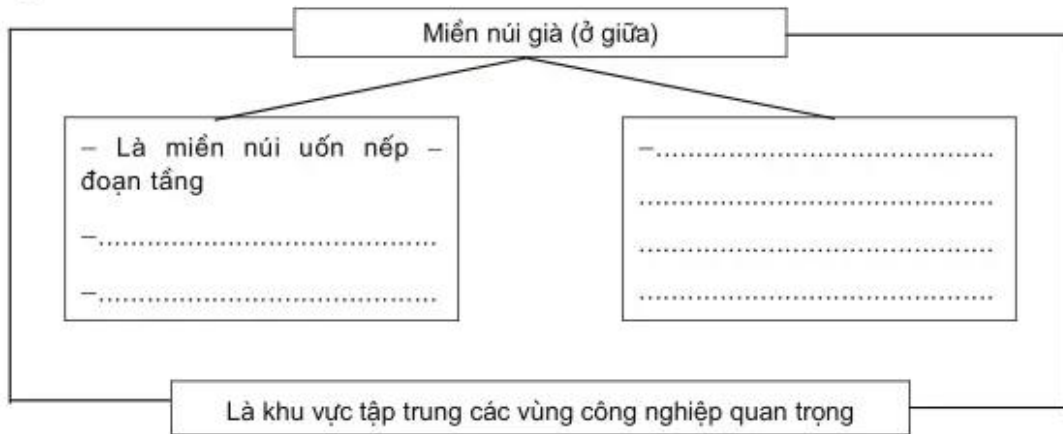 Miền núi già (ở giữa)
– Là miền núi uốn nếp –
đoạn tầng
–........................................
–........................................
–........................................
..........................................
..........................................
..........................................
Là khu vực tập trung các vùng công nghiệp quan trọng